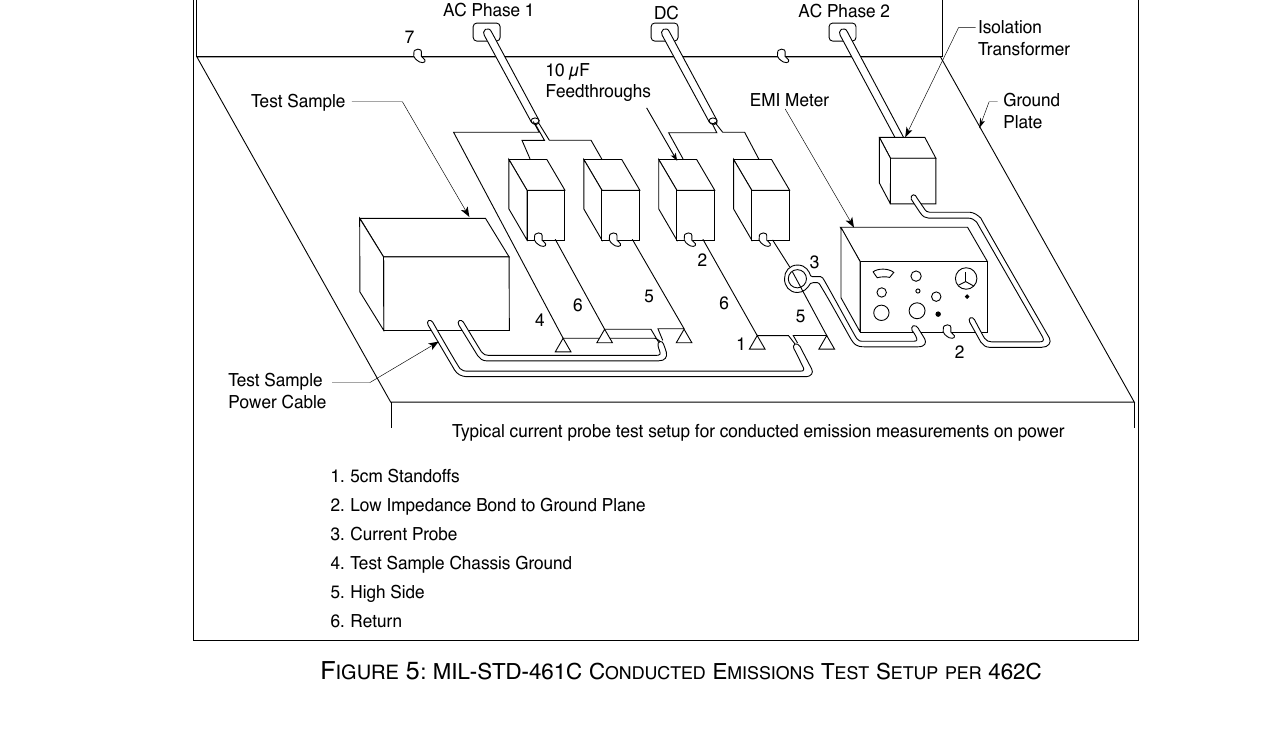 AC Phase 1
DC
AC Phase 2
Isolation
Transformer
7
10 µF
Feedthroughs
Test Sample
EMI Meter
Ground
Plate
2
3
6
5
6
5
4
1
2
Test Sample
Power Cable
Typical current probe test setup for conducted emission measurements on power
1. 5cm Standoffs
2. Low Impedance Bond to Ground Plane
3. Current Probe
4. Test Sample Chassis Ground
5. High Side
6. Return
FIGURE 5: MIL-STD-461C CONDUCTED EMISSIONS TEST SETUP PER 462C